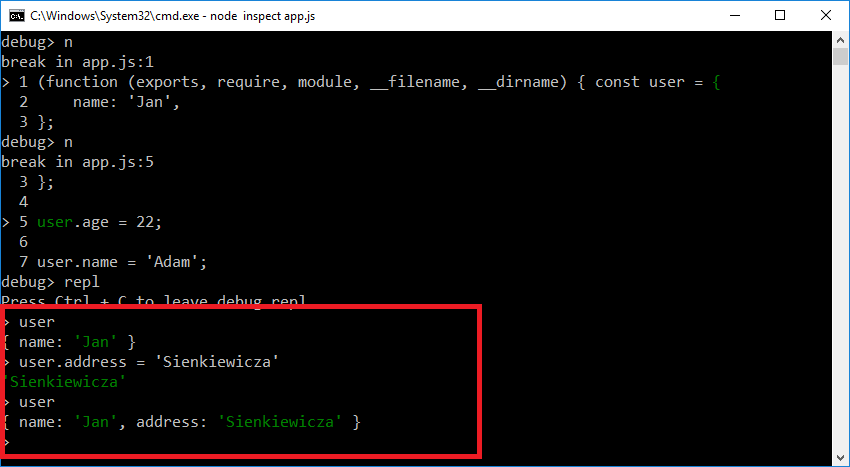 C:\Windows\System32\cmd.exe - node  inspect app.js
debug> n
break in app.js:1
> 1 (function (exports, require, module, __filename, __dirname) { const user = {
  2     name: 'Jan',
  3 };
debug> n
break in app.js:5
  3 };
  4
> 5 user.age = 22;
  6
  7 user.name = 'Adam';
debug> repl
Press Ctrl + C to leave debug repl
> user
{ name: 'Jan' }
> user.address = 'Sienkiewicza'
'Sienkiewicza'
> user
{ name: 'Jan', address: 'Sienkiewicza' }
>